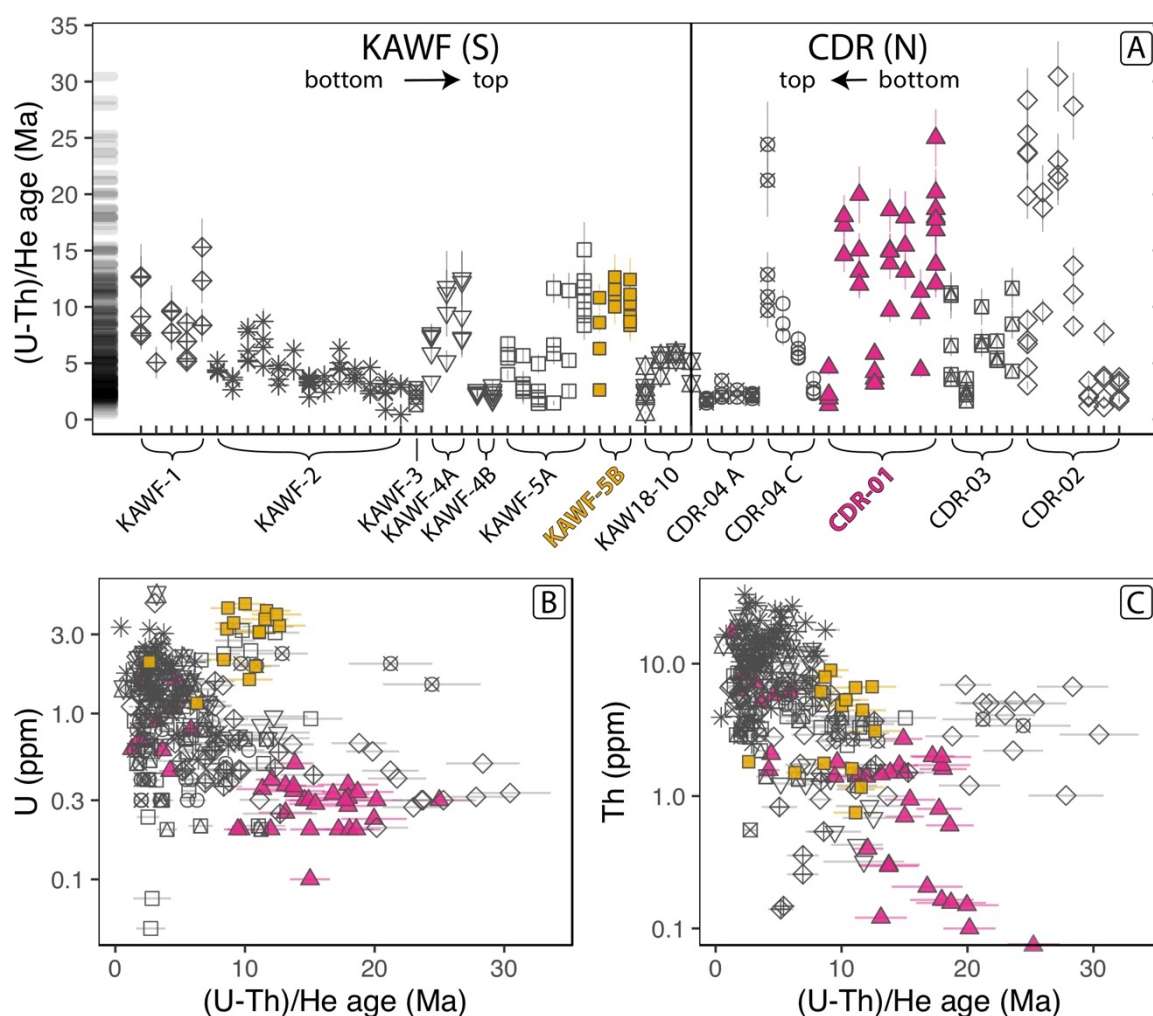 KAWF (S)
CDR (N)
A
bottom → top
top ← bottom
(U-Th)/He age (Ma)
35
30
25
20
15
10
5
0
KAWF-1
KAWF-2
KAWF-3
KAWF-4A
KAWF-4B
KAWF-5A
KAWF-5B
KAW18-10
CDR-04 A
CDR-04 C
CDR-01
CDR-03
CDR-02
B
U (ppm)
3.0
1.0
0.3
0.1
0 10 20 30
(U-Th)/He age (Ma)
C
Th (ppm)
10.0
1.0
0.1
0 10 20 30
(U-Th)/He age (Ma)